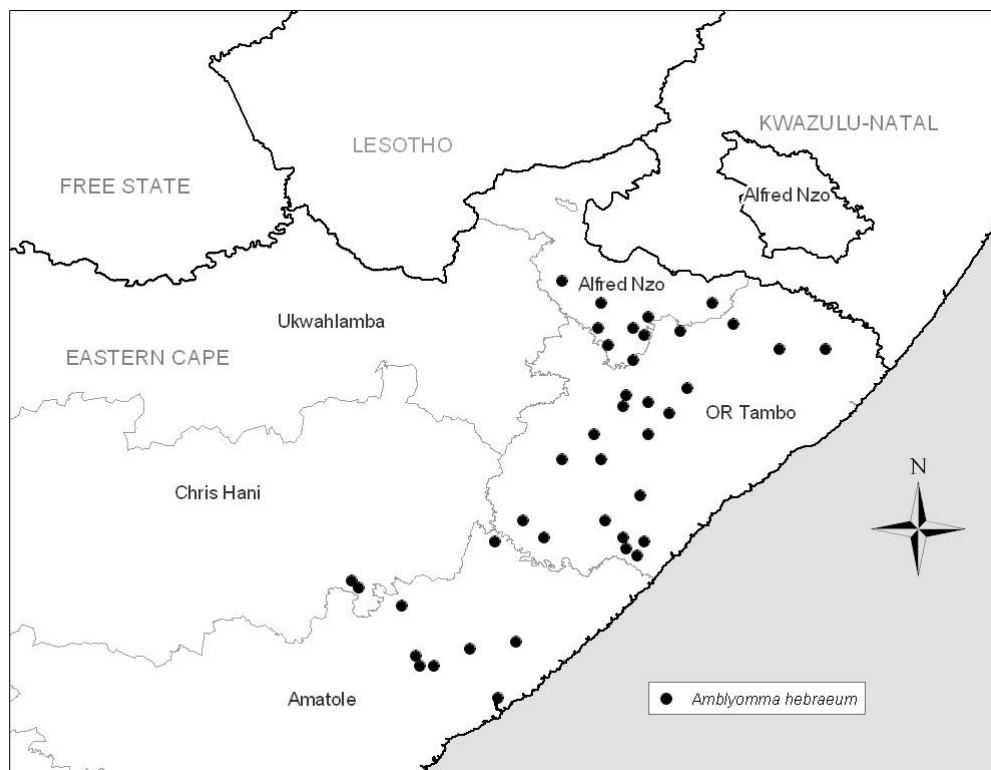 KWAZULU-NATAL
LESOTHO
FREE STATE
Alfred Nzo
Alfred Nzo
Ukwahlamba
EASTERN CAPE
OR Tambo
Chris Hani
N
Amatole
Amblyomma hebraeum